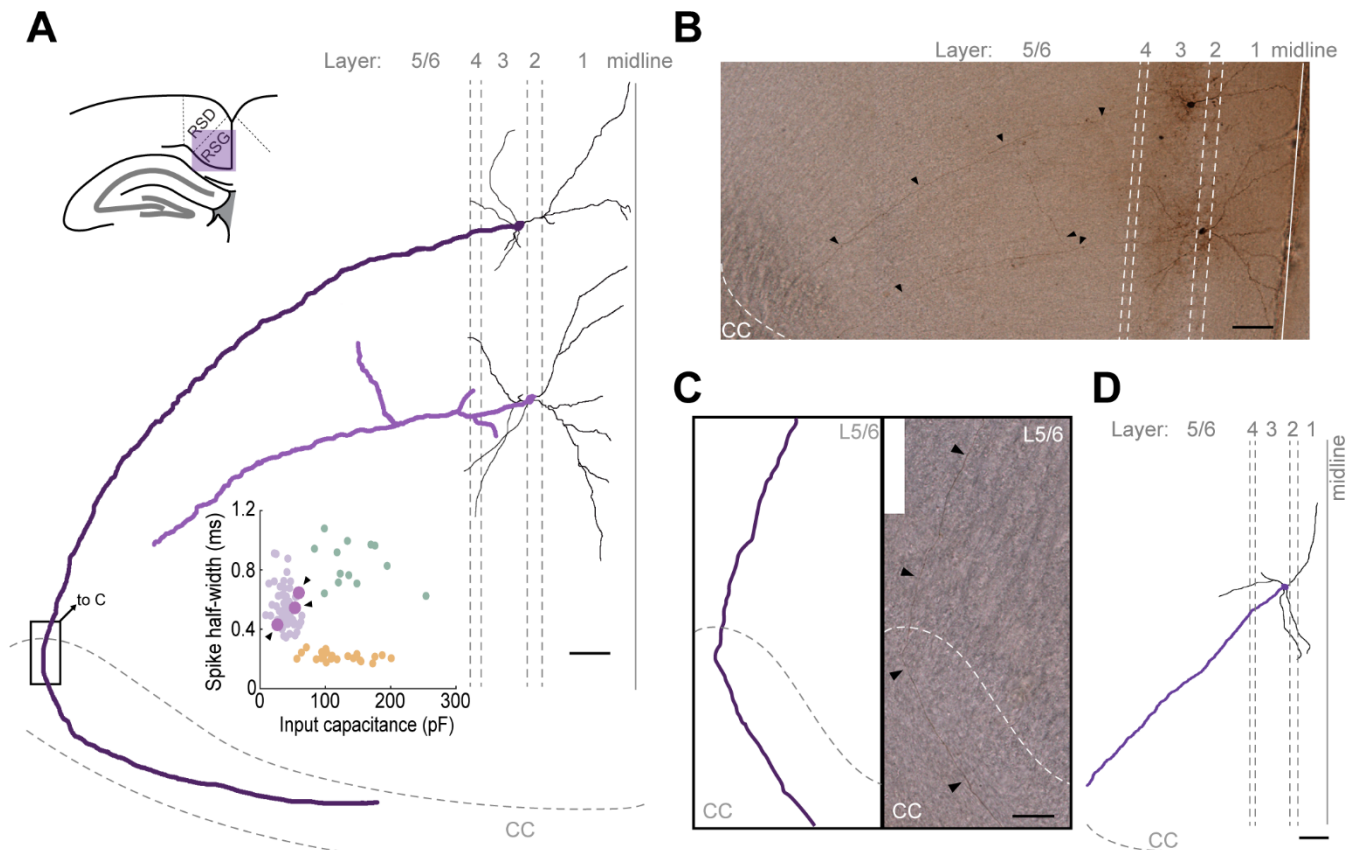 A
Layer: 5/6 4 3 2 1 midline
RSD
RSG
Spike half-width (ms)
1.2
0.8
0.4
0
0 100 200 300
Input capacitance (pF)
to C
CC
B
Layer: 5/6 4 3 2 1 midline
CC
C
L5/6
CC
L5/6
CC
D
Layer: 5/6 4 3 2 1
midline
CC